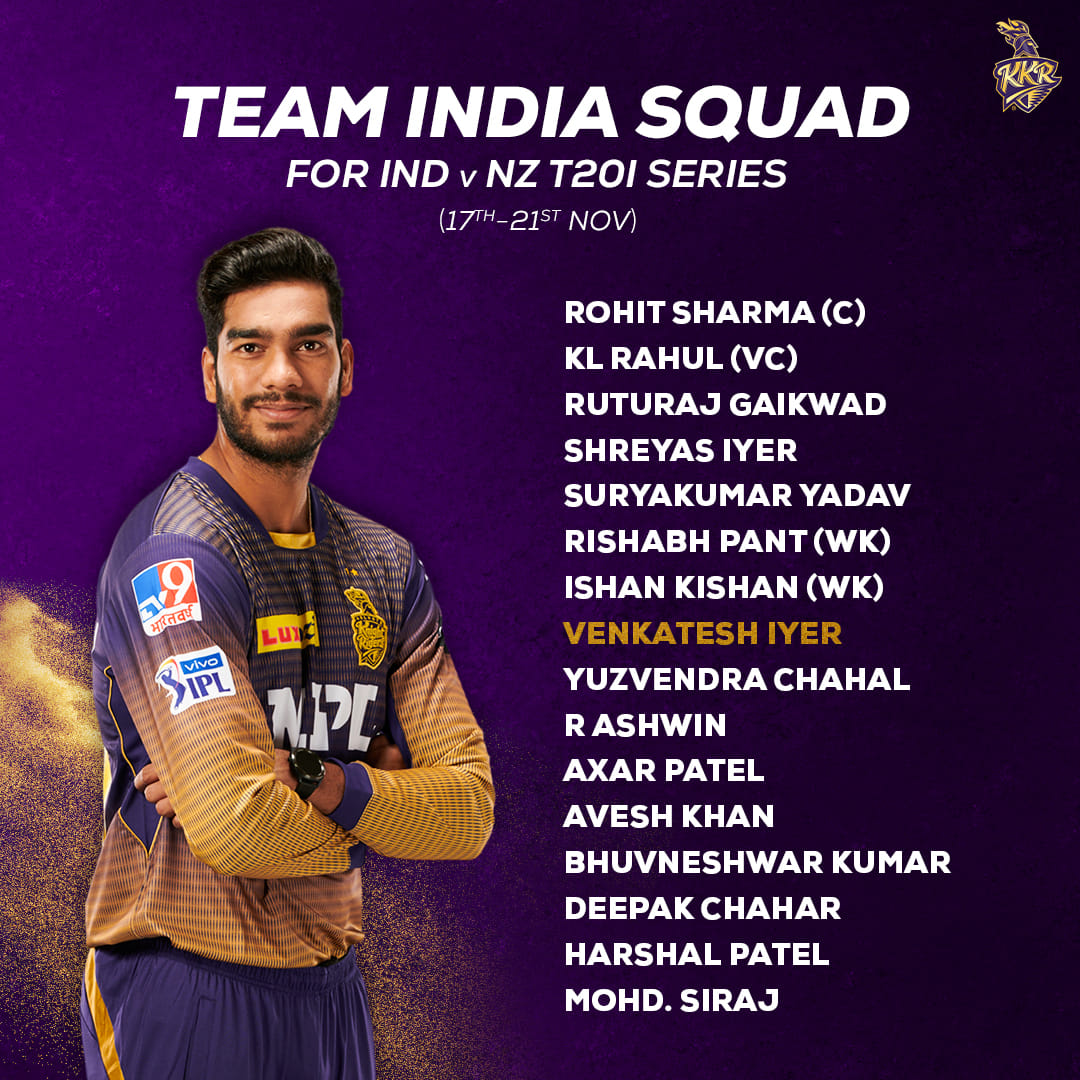 KKR
TEAM INDIA SQUAD
FOR IND v NZ T20I SERIES
(17TH-21ST NOV)
ROHIT SHARMA (C)
KL RAHUL (VC)
RUTURAJ GAIKWAD
SHREYAS IYER
SURYAKUMAR YADAV
RISHABH PANT (WK)
ISHAN KISHAN (WK)
VENKATESH IYER
YUZVENDRA CHAHAL
R ASHWIN
AXAR PATEL
AVESH KHAN
BHUVNESHWAR KUMAR
DEEPAK CHAHAR
HARSHAL PATEL
MOHD. SIRAJ
TV9
भारतवर्ष
vivo
IPL